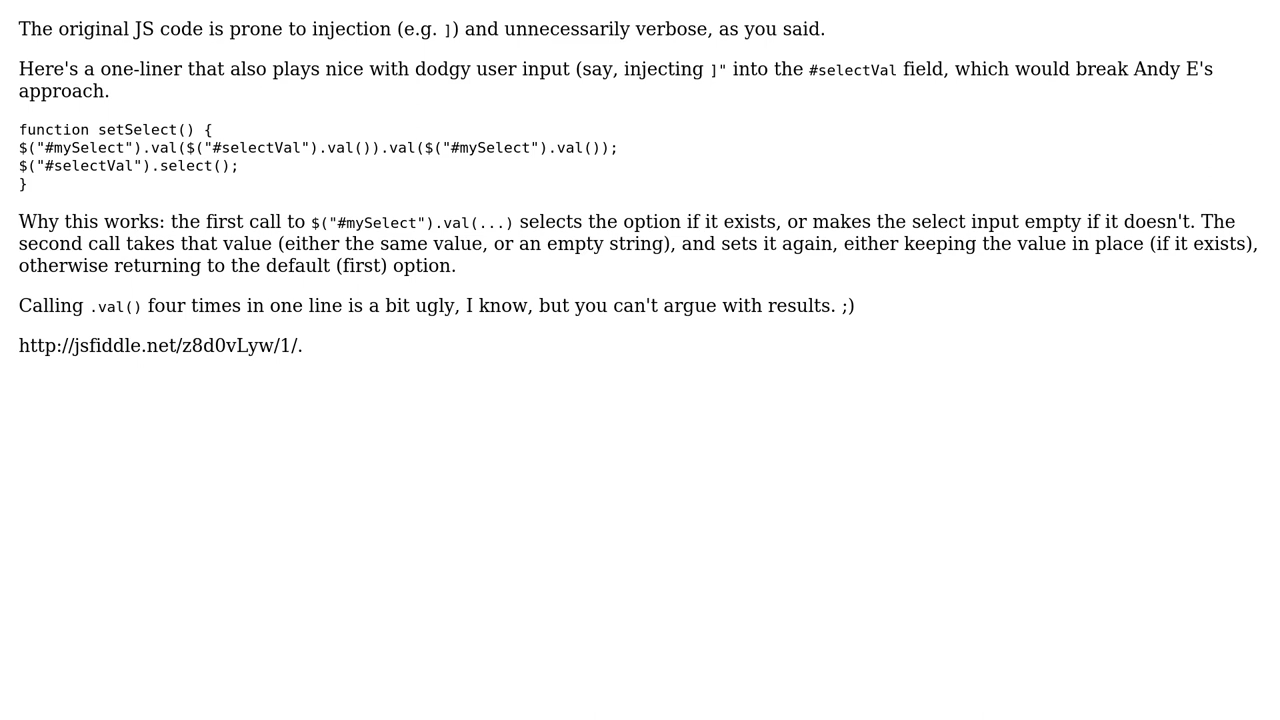 The original JS code is prone to injection (e.g. ]) and unnecessarily verbose, as you said.
Here's a one-liner that also plays nice with dodgy user input (say, injecting ]" into the #selectVal field, which would break Andy E's
approach.
function setSelect() {
$("#mySelect").val($("#selectVal").val()).val($("#mySelect").val());
$("#selectVal").select();
}
Why this works: the first call to $("#mySelect").val(...) selects the option if it exists, or makes the select input empty if it doesn't. The
second call takes that value (either the same value, or an empty string), and sets it again, either keeping the value in place (if it exists),
otherwise returning to the default (first) option.
Calling .val() four times in one line is a bit ugly, I know, but you can't argue with results. ;)
http://jsfiddle.net/z8d0vLyw/1/.